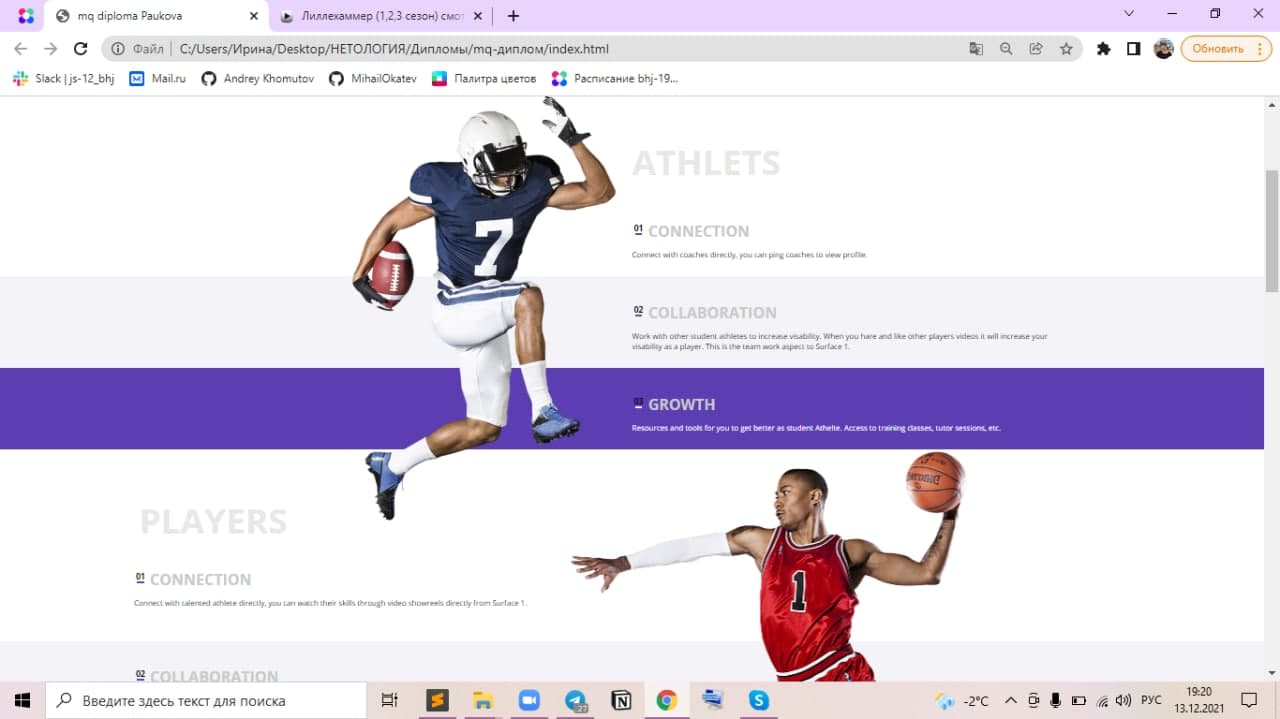 mq diploma Paukova
[ДЕМОНОЛОГИ (1,2,3,4 серии) смот
Файл
C:/Users/Ирина/Desktop/НЕТОЛОГИЯ/Дипломы/mq-диплом/index.html
Обновить
Slack | js-12_bhj
Mail.ru
Andrey Khomutov
MihailOkatev
Палитра цветов
Расписание bhj-19...
ATHLETS
7
01 CONNECTION
Connect with coaches directly, you can ping coaches to view profile.
02 COLLABORATION
Work with other student athletes to increase visability. When you hare and like other players videos it will increase your
visability as a player. This is the team work aspect to Surface 1.
03 GROWTH
Resources and tools for you to get better as student Athelte. Access to training classes, tutor sessions, etc.
PLAYERS
1
01 CONNECTION
Connect with talented athlete directly, you can watch their skills through video showreels directly from Surface 1.
02 COLLABORATION
Введите здесь текст для поиска
27
-2°C
РУС
19:20
13.12.2021